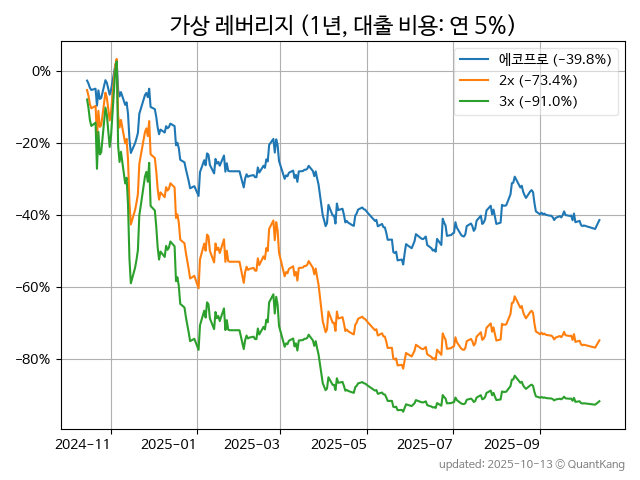 가상 레버리지 (1년, 대출 비용: 연 5%)
에코프로 (−39.8%)
2x (−73.4%)
3x (−91.0%)
0%
−20%
−40%
−60%
−80%
2024−11 2025−01 2025−03 2025−05 2025−07 2025−09
updated: 2025-10-13 © QuantKang